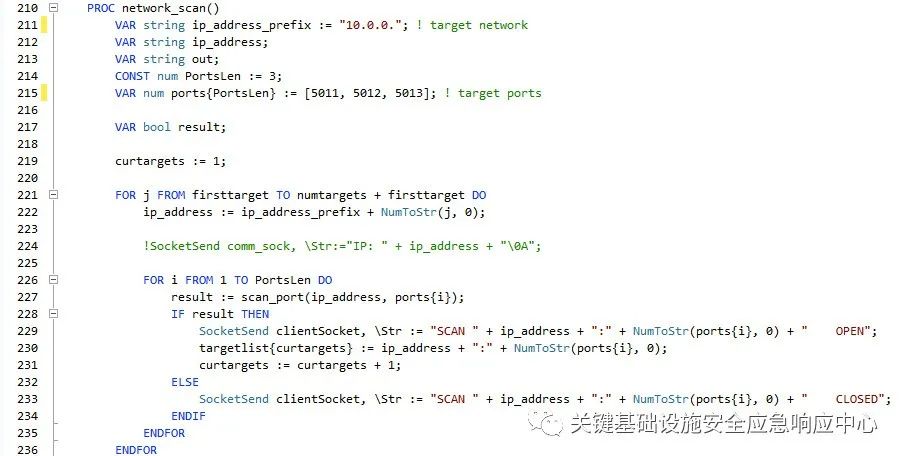 210 PROC network_scan()
211 VAR string ip_address_prefix := "10.0.0."; ! target network
212 VAR string ip_address;
213 VAR string out;
214 CONST num PortsLen := 3;
215 VAR num ports{PortsLen} := [5011, 5012, 5013]; ! target ports
216
217 VAR bool result;
218
219 curtargets := 1;
220
221 FOR j FROM firsttarget TO numtargets + firsttarget DO
222 ip_address := ip_address_prefix + NumToStr(j, 0);
223
224 !SocketSend comm_sock, \Str:="IP: " + ip_address + "\0A";
225
226 FOR i FROM 1 TO PortsLen DO
227 result := scan_port(ip_address, ports{i});
228 IF result THEN
229 SocketSend clientSocket, \Str := "SCAN " + ip_address + ":" + NumToStr(ports{i}, 0) + "    OPEN";
230 targetlist{curtargets} := ip_address + ":" + NumToStr(ports{i}, 0);
231 curtargets := curtargets + 1;
232 ELSE
233 SocketSend clientSocket, \Str := "SCAN " + ip_address + ":" + NumToStr(ports{i}, 0) + "    CLOSED";
234 ENDIF
235 ENDFOR
236 ENDFOR
关键基础设施安全应急响应中心